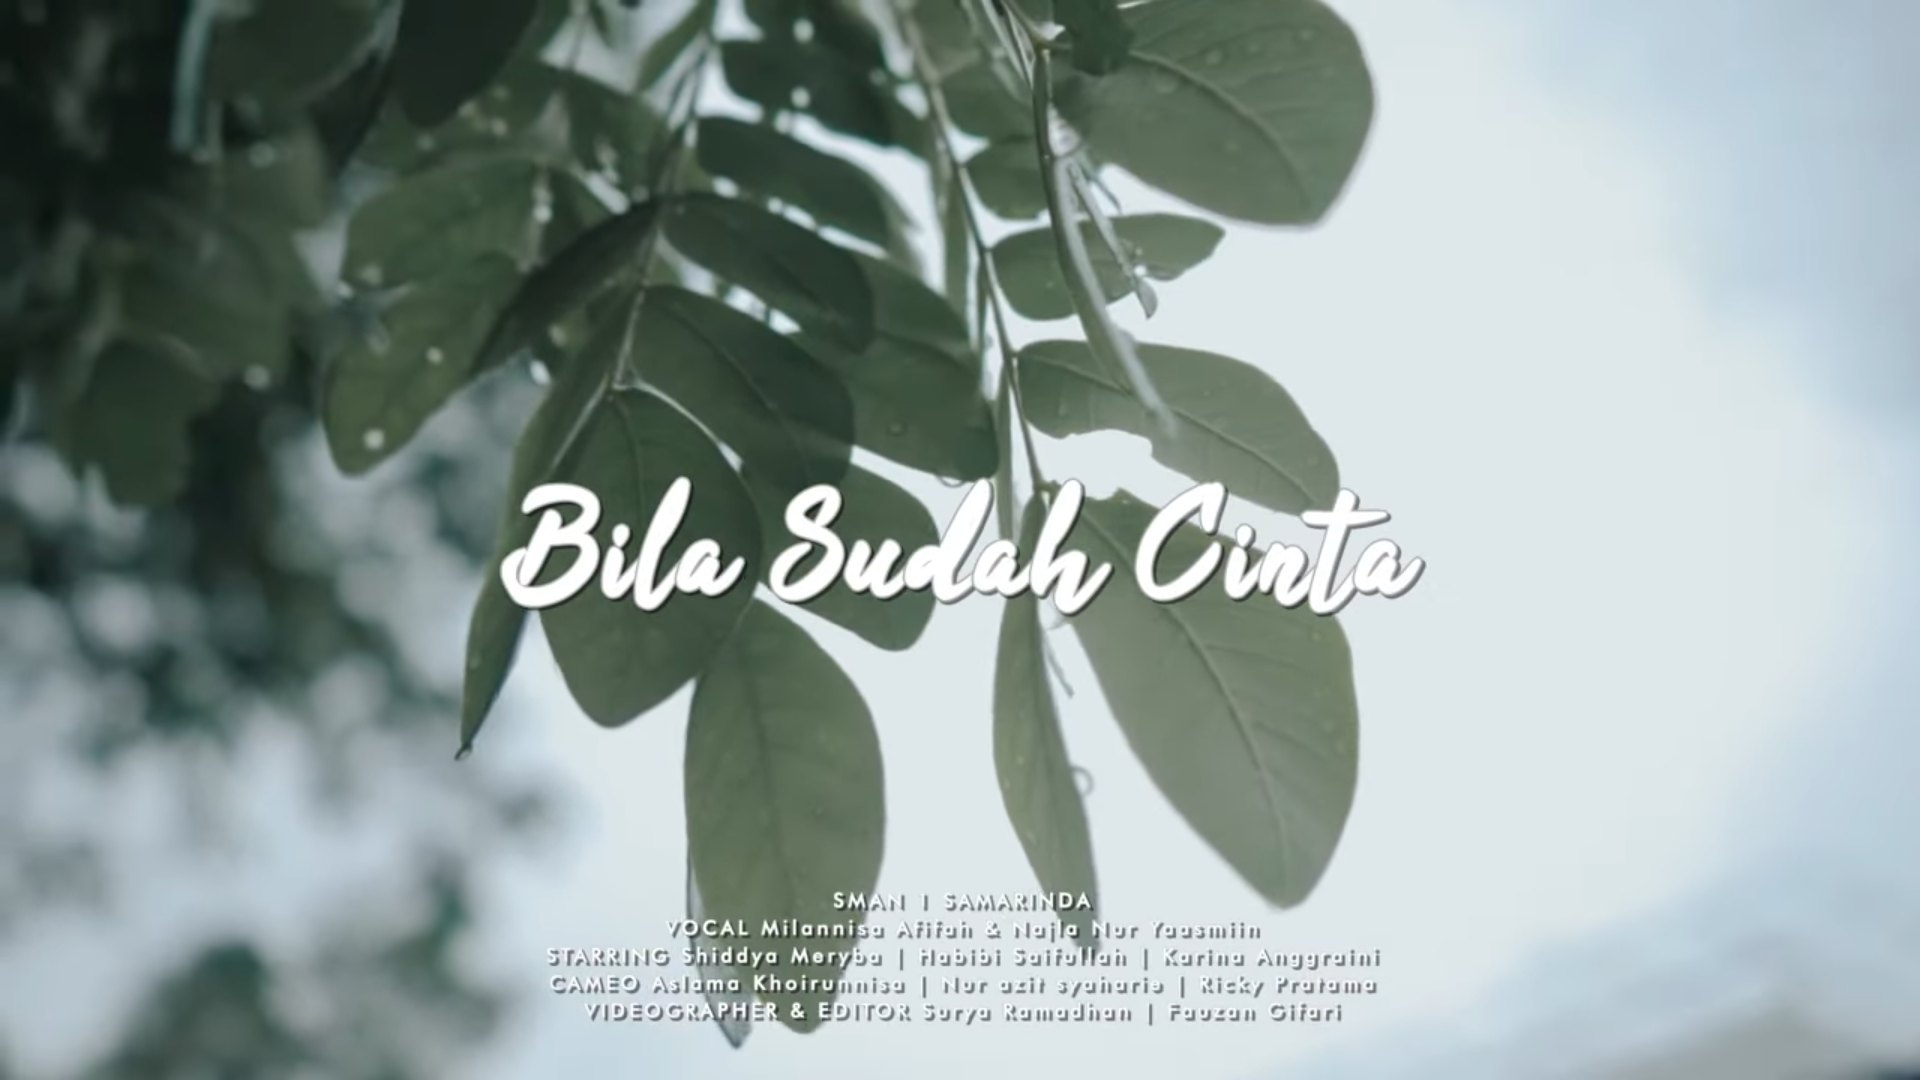 Bila Sudah Cinta
SMAN 1 SAMARINDA
VOCAL Milannisa Afifah & Najla Nur Yaasmiin
STARRING Shiddya Meryba | Habibi Saifullah | Karina Anggraini
CAMEO Aslama Khoirunnisa | Nur azit syaharie | Ricky Pratama
VIDEOGRAPHER & EDITOR Surya Ramadhan | Fauzan Gifari